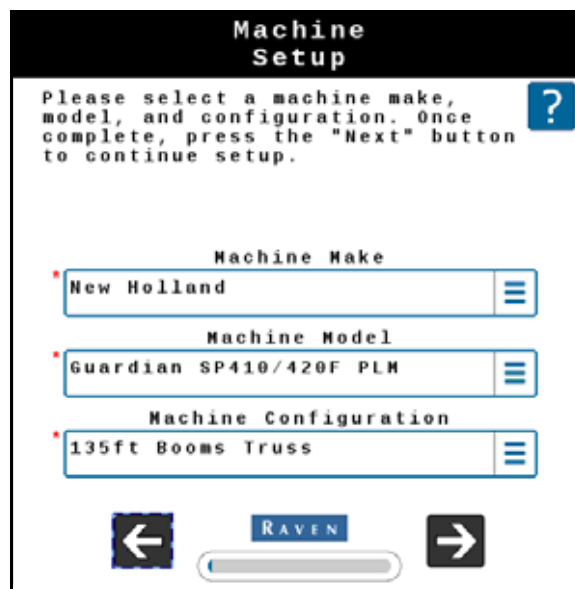 Machine
Setup
Please select a machine make,
model, and configuration. Once
complete, press the "Next" button
to continue setup.
?
Machine Make
* New Holland
Machine Model
* Guardian SP410/420F PLM
Machine Configuration
* 135ft Booms Truss
RAVEN